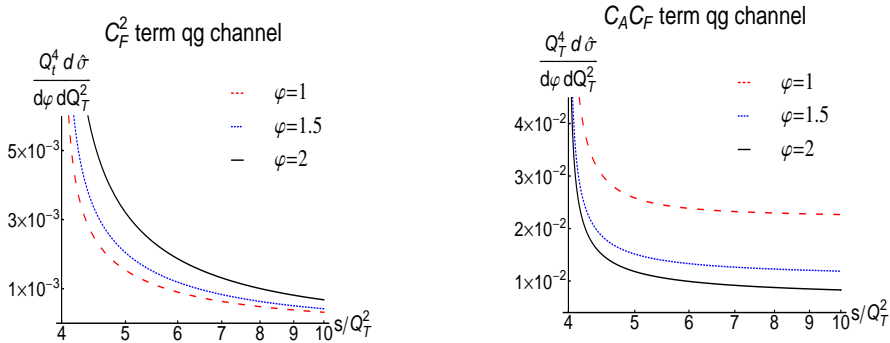 C_F^2 term qg channel
Q_t^4 d σ̂
dφ dQ_T^2
φ=1
φ=1.5
φ=2
5×10^-3
3×10^-3
1×10^-3
4 5 6 7 8 9 10 s/Q_T^2
C_A C_F term qg channel
Q_T^4 d σ̂
dφ dQ_T^2
φ=1
φ=1.5
φ=2
4×10^-2
3×10^-2
2×10^-2
1×10^-2
4 5 6 7 8 9 10 s/Q_T^2